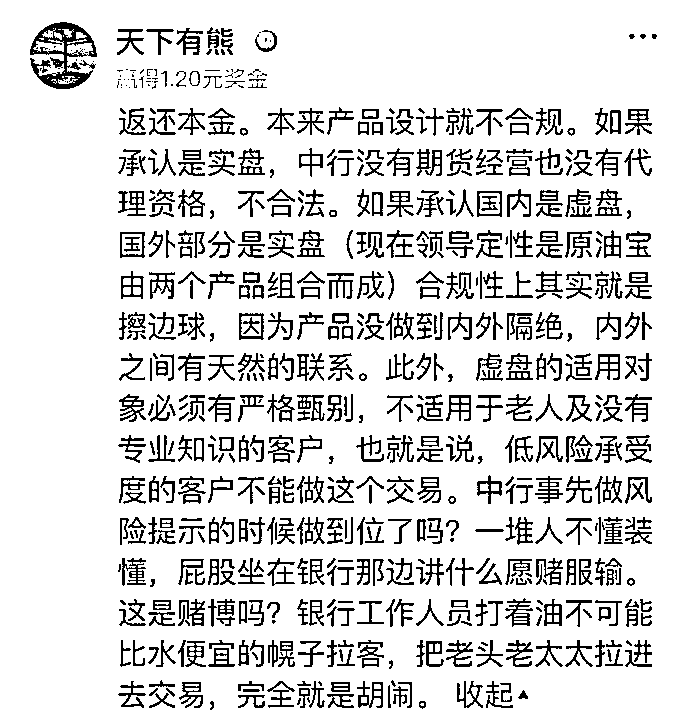 天下有熊
赢得1.20元奖金
返还本金。本来产品设计就不合规。如果
承认是实盘，中行没有期货经营也没有代
理资格，不合法。如果承认国内是虚盘，
国外部分是实盘（现在领导定性是原油宝
由两个产品组合而成）合规性上其实就是
擦边球，因为产品没做到内外隔绝，内外
之间有天然的联系。此外，虚盘的适用对
象必须有严格甄别，不适用于老人及没有
专业知识的客户，也就是说，低风险承受
度的客户不能做这个交易。中行事先做风
险提示的时候做到位了吗？一堆人不懂装
懂，屁股坐在银行那边讲什么愿赌服输。
这是赌博吗？银行工作人员打着油不可能
比水便宜的幌子拉客，把老头老太太拉进
去交易，完全就是胡闹。 收起